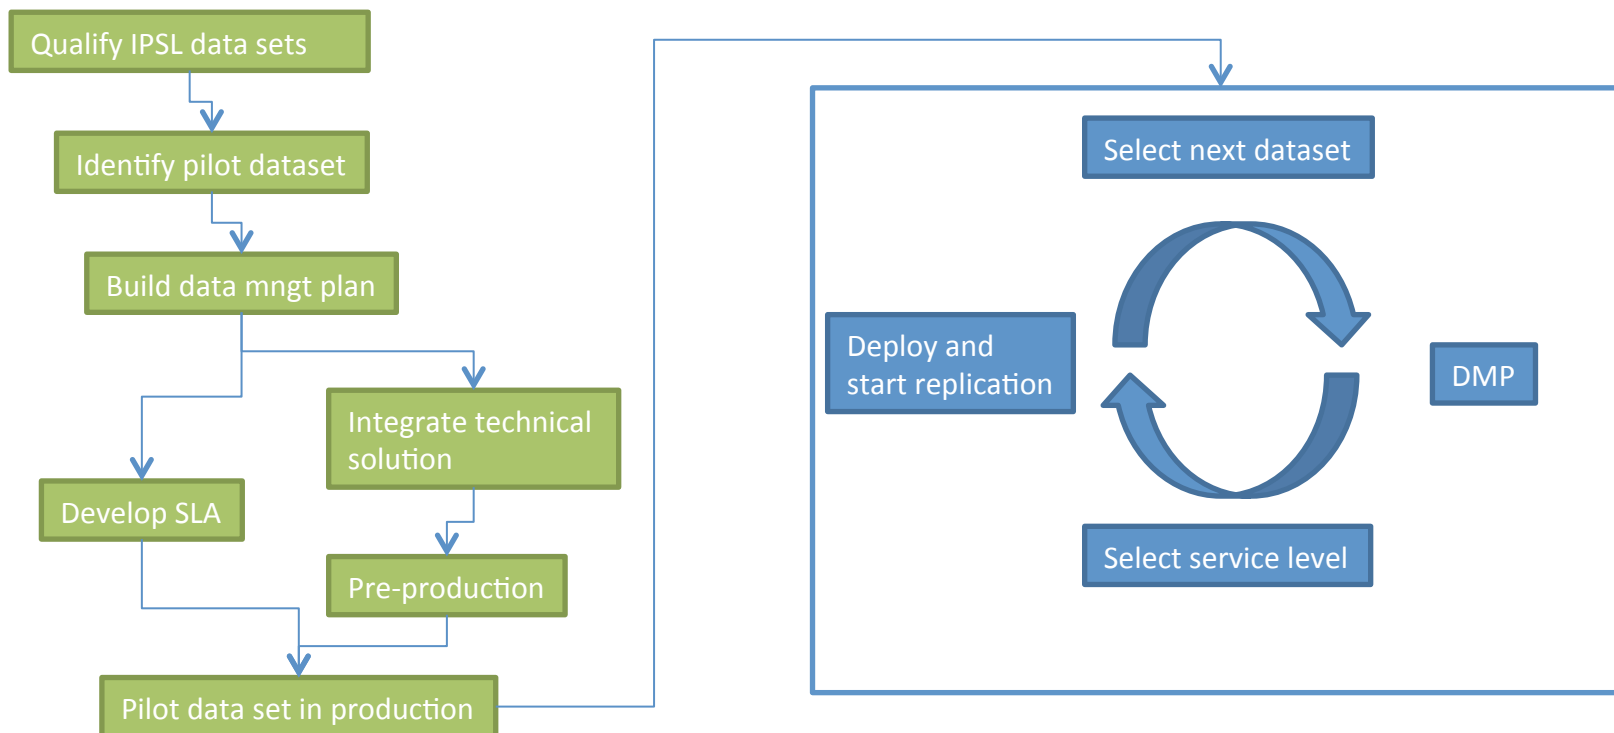 Qualify IPSL data sets
Identify pilot dataset
Build data mngt plan
Integrate technical
solution
Develop SLA
Pre-production
Pilot data set in production
Select next dataset
Deploy and
start replication
DMP
Select service level